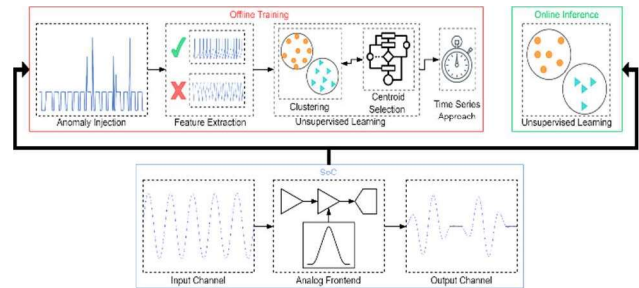 Offline Training
Online Inference
Anomaly Injection
Feature Extraction
Clustering
Centroid
Selection
Unsupervised Learning
Time Series
Approach
Unsupervised Learning
SoC
Input Channel
Analog Frontend
Output Channel